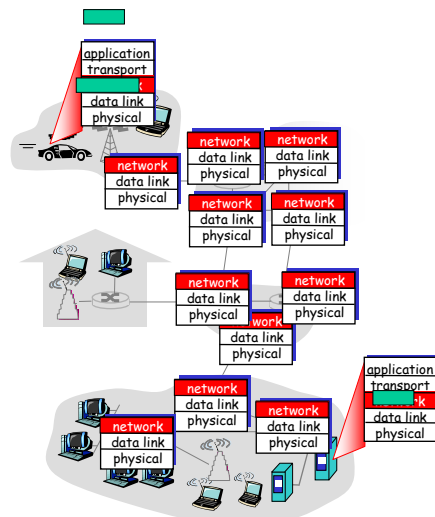 application
transport
data link
physical
network
data link
physical
network
data link
physical
network
data link
physical
network
data link
physical
network
data link
physical
network
data link
physical
network
data link
physical
network
data link
physical
application
transport
data link
physical
network
data link
physical
network
data link
physical
network
data link
physical